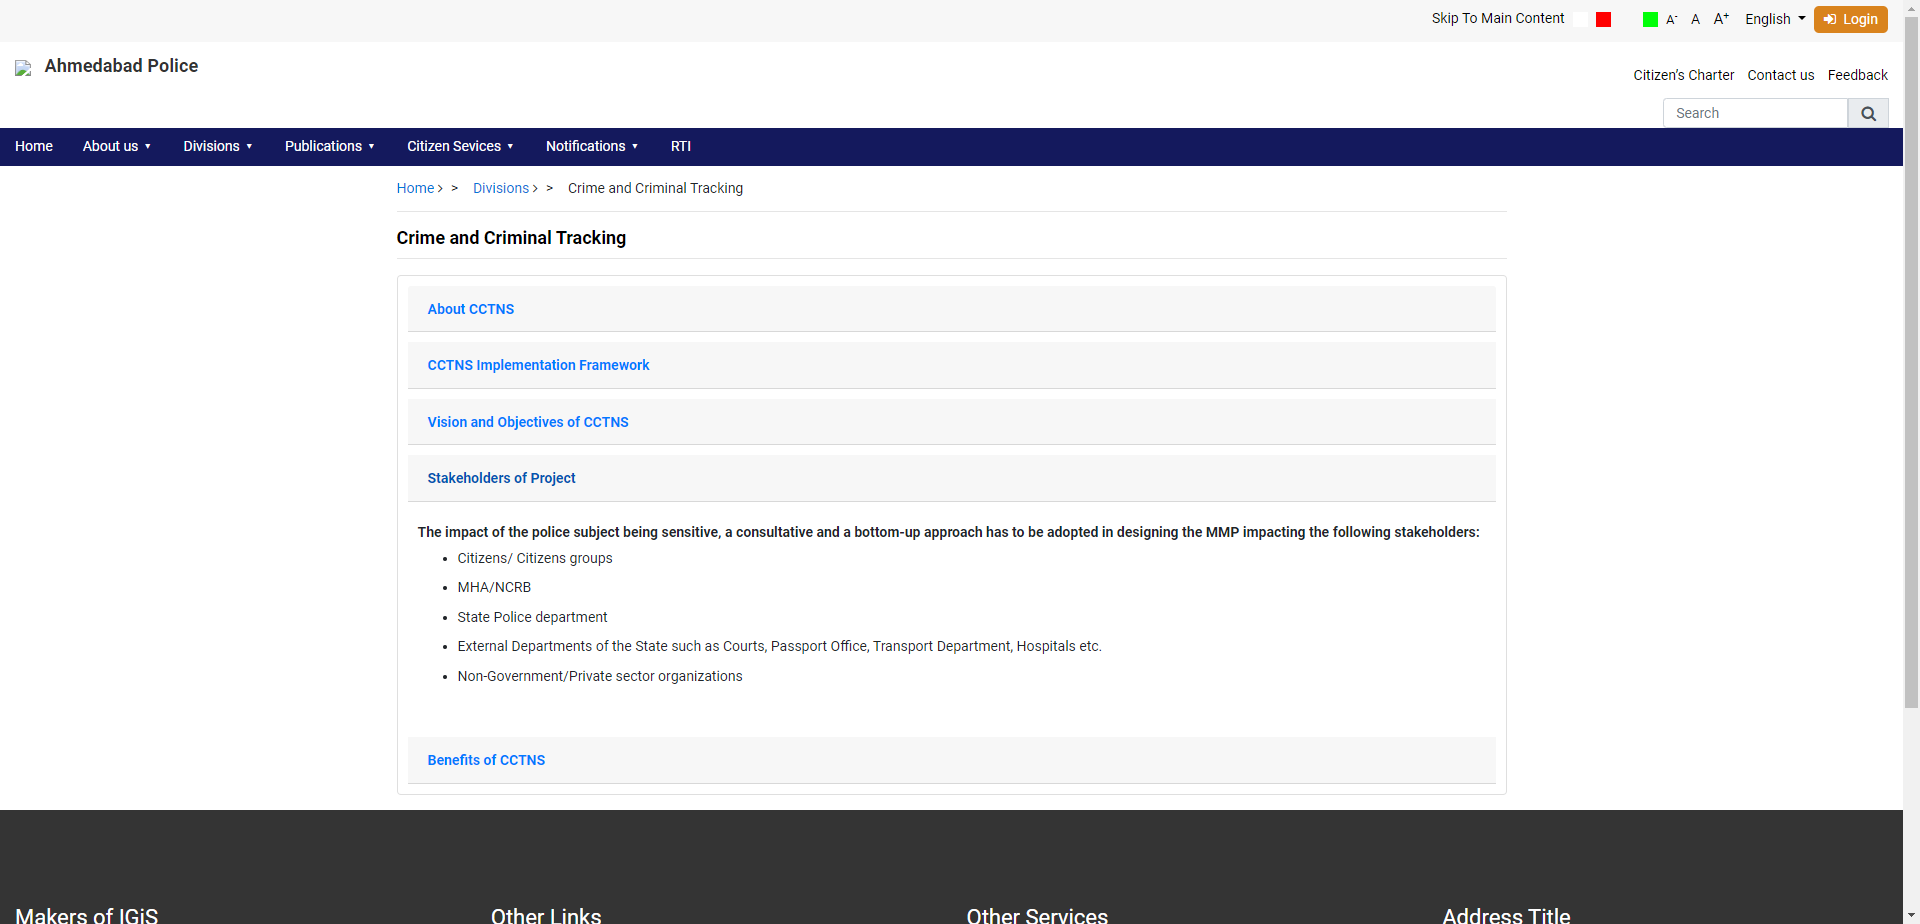 Skip To Main Content
A- A A+ English Login
Ahmedabad Police
Citizen's Charter Contact us Feedback
Search
Home About us Divisions Publications Citizen Sevices Notifications RTI
Home > > Divisions > > Crime and Criminal Tracking
Crime and Criminal Tracking
About CCTNS
CCTNS Implementation Framework
Vision and Objectives of CCTNS
Stakeholders of Project
The impact of the police subject being sensitive, a consultative and a bottom-up approach has to be adopted in designing the MMP impacting the following stakeholders:
• Citizens/ Citizens groups
• MHA/NCRB
• State Police department
• External Departments of the State such as Courts, Passport Office, Transport Department, Hospitals etc.
• Non-Government/Private sector organizations
Benefits of CCTNS
Makers of IGiS Other Links Other Services Address Title